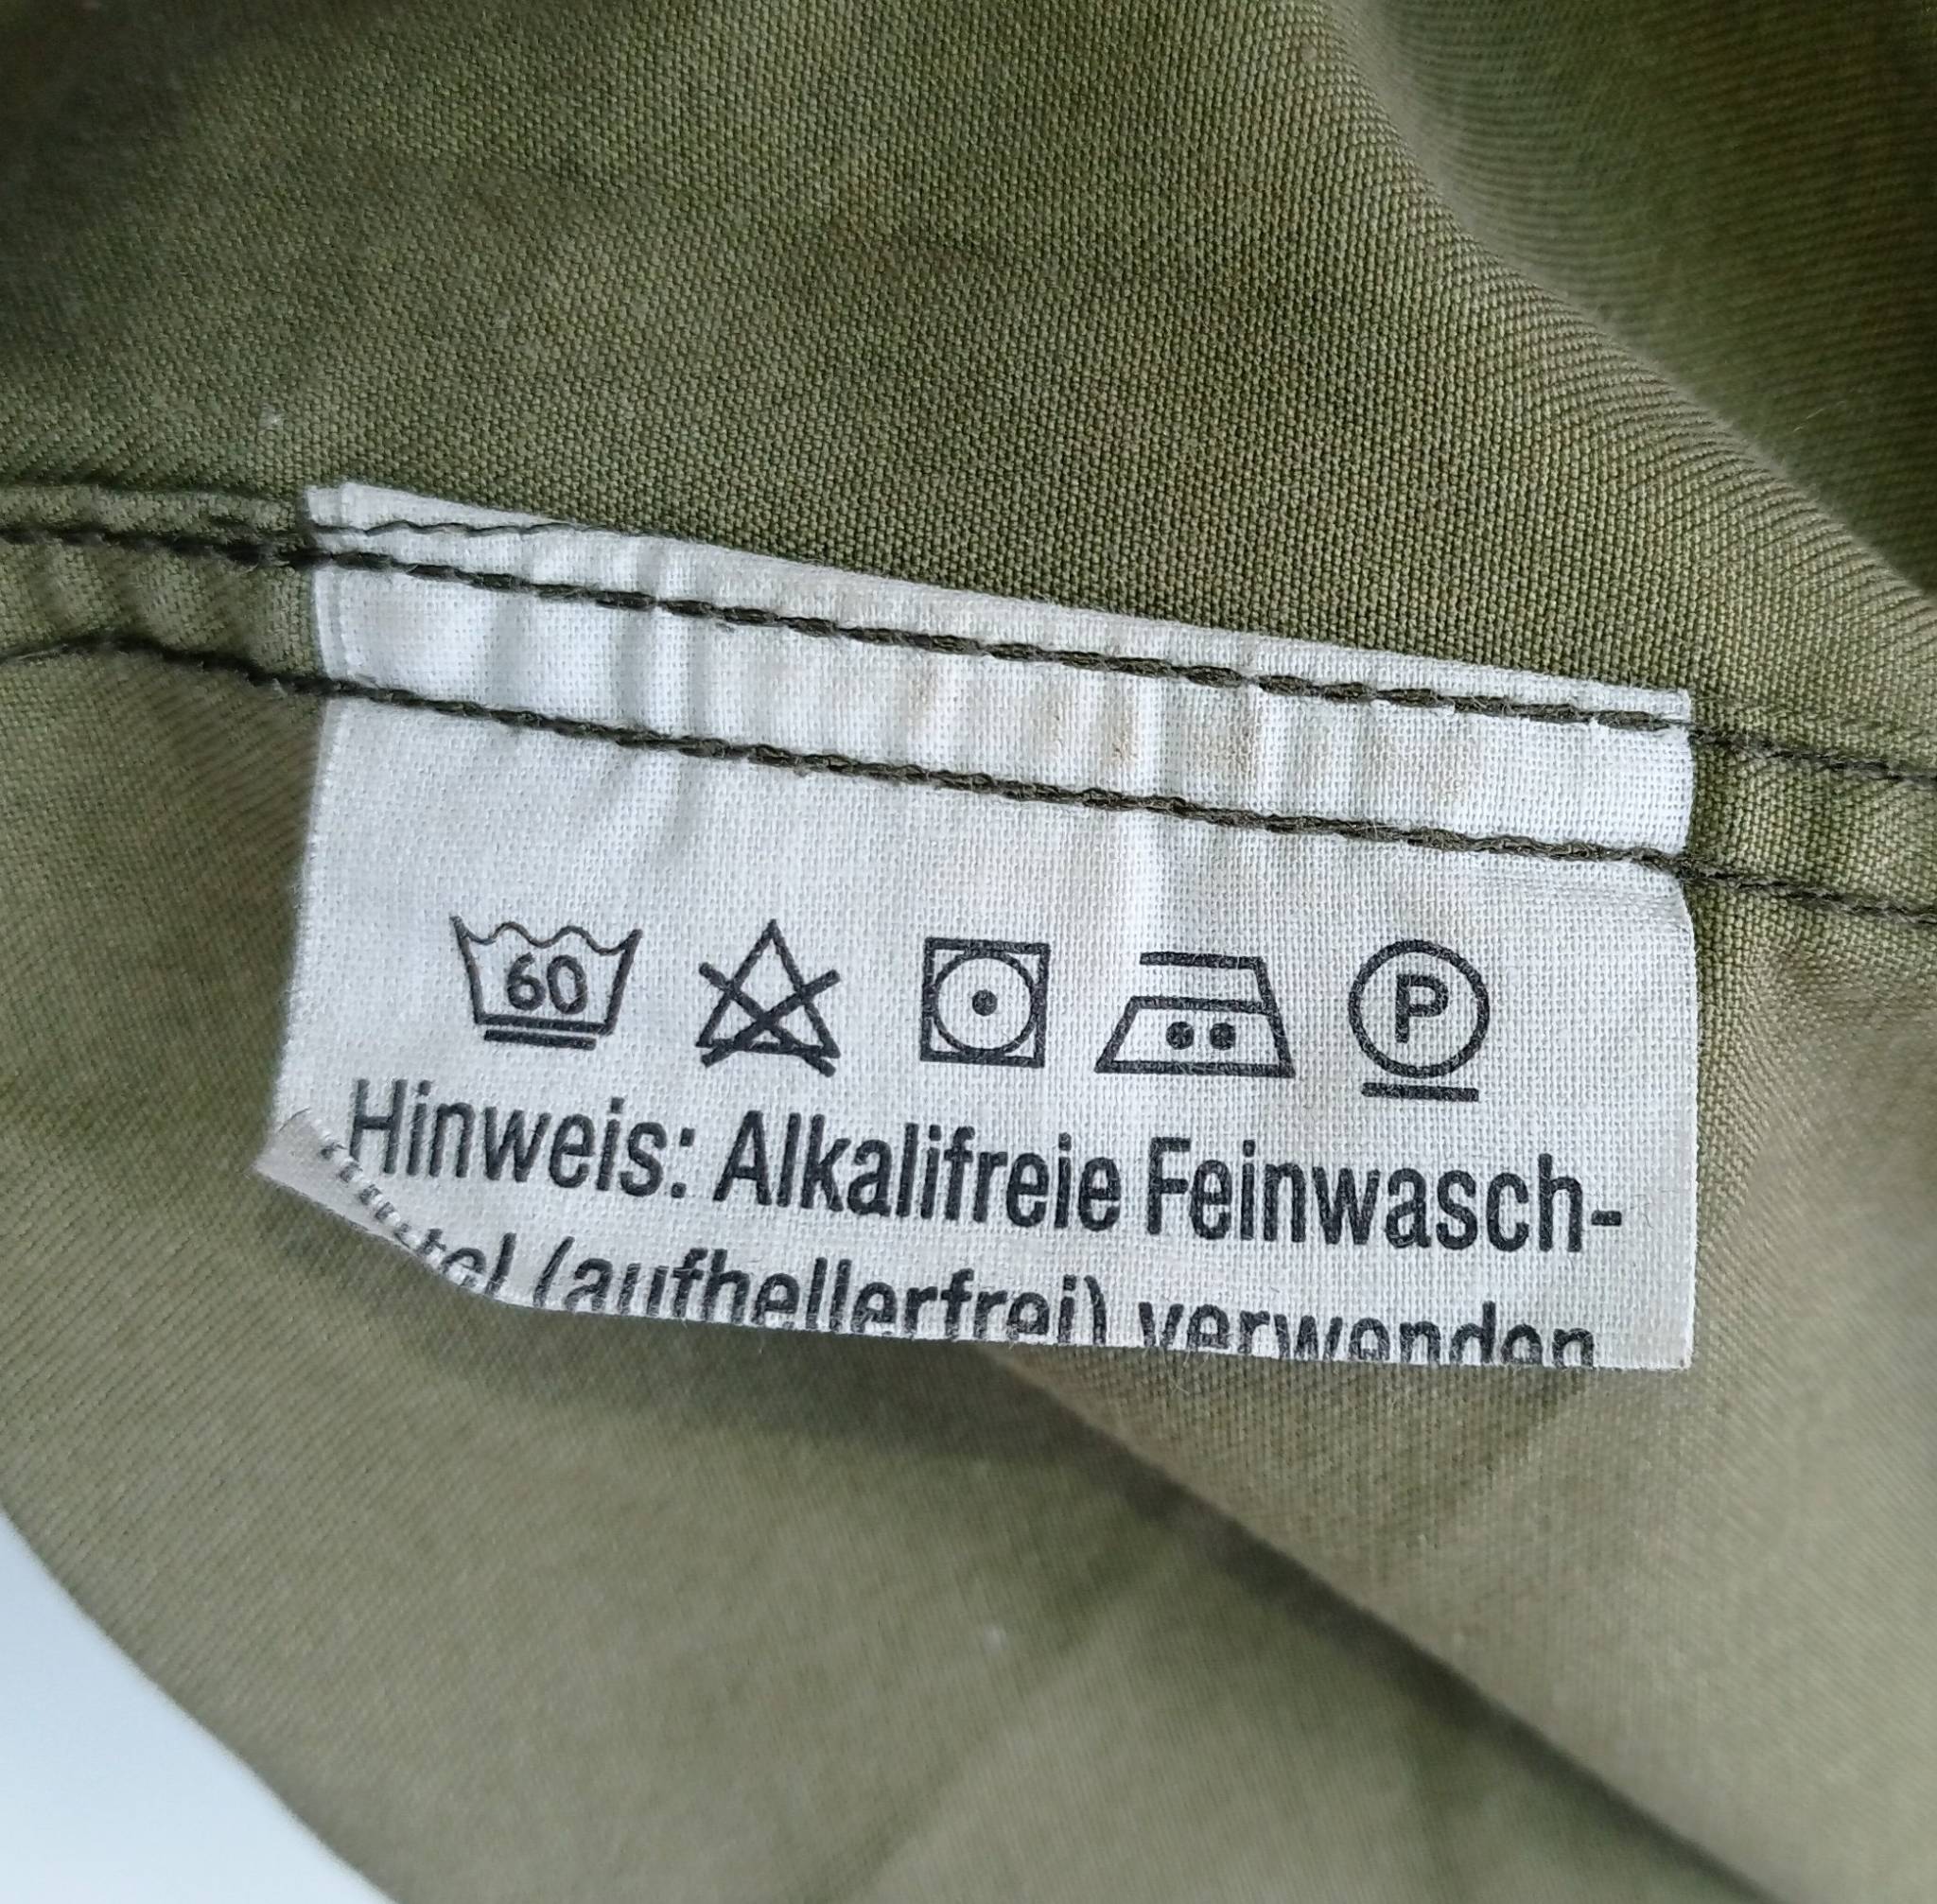 60 P
Hinweis: Alkalifreie Feinwasch-
(aufhellerfrei) verwenden